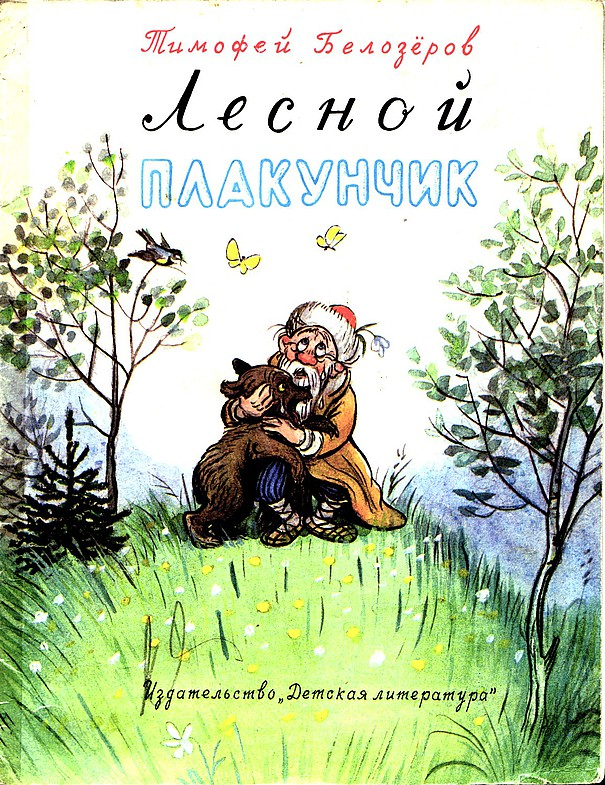 Тимофей Белозёров
Лесной
ПЛАКУНЧИК
Издательство „Детская литература"